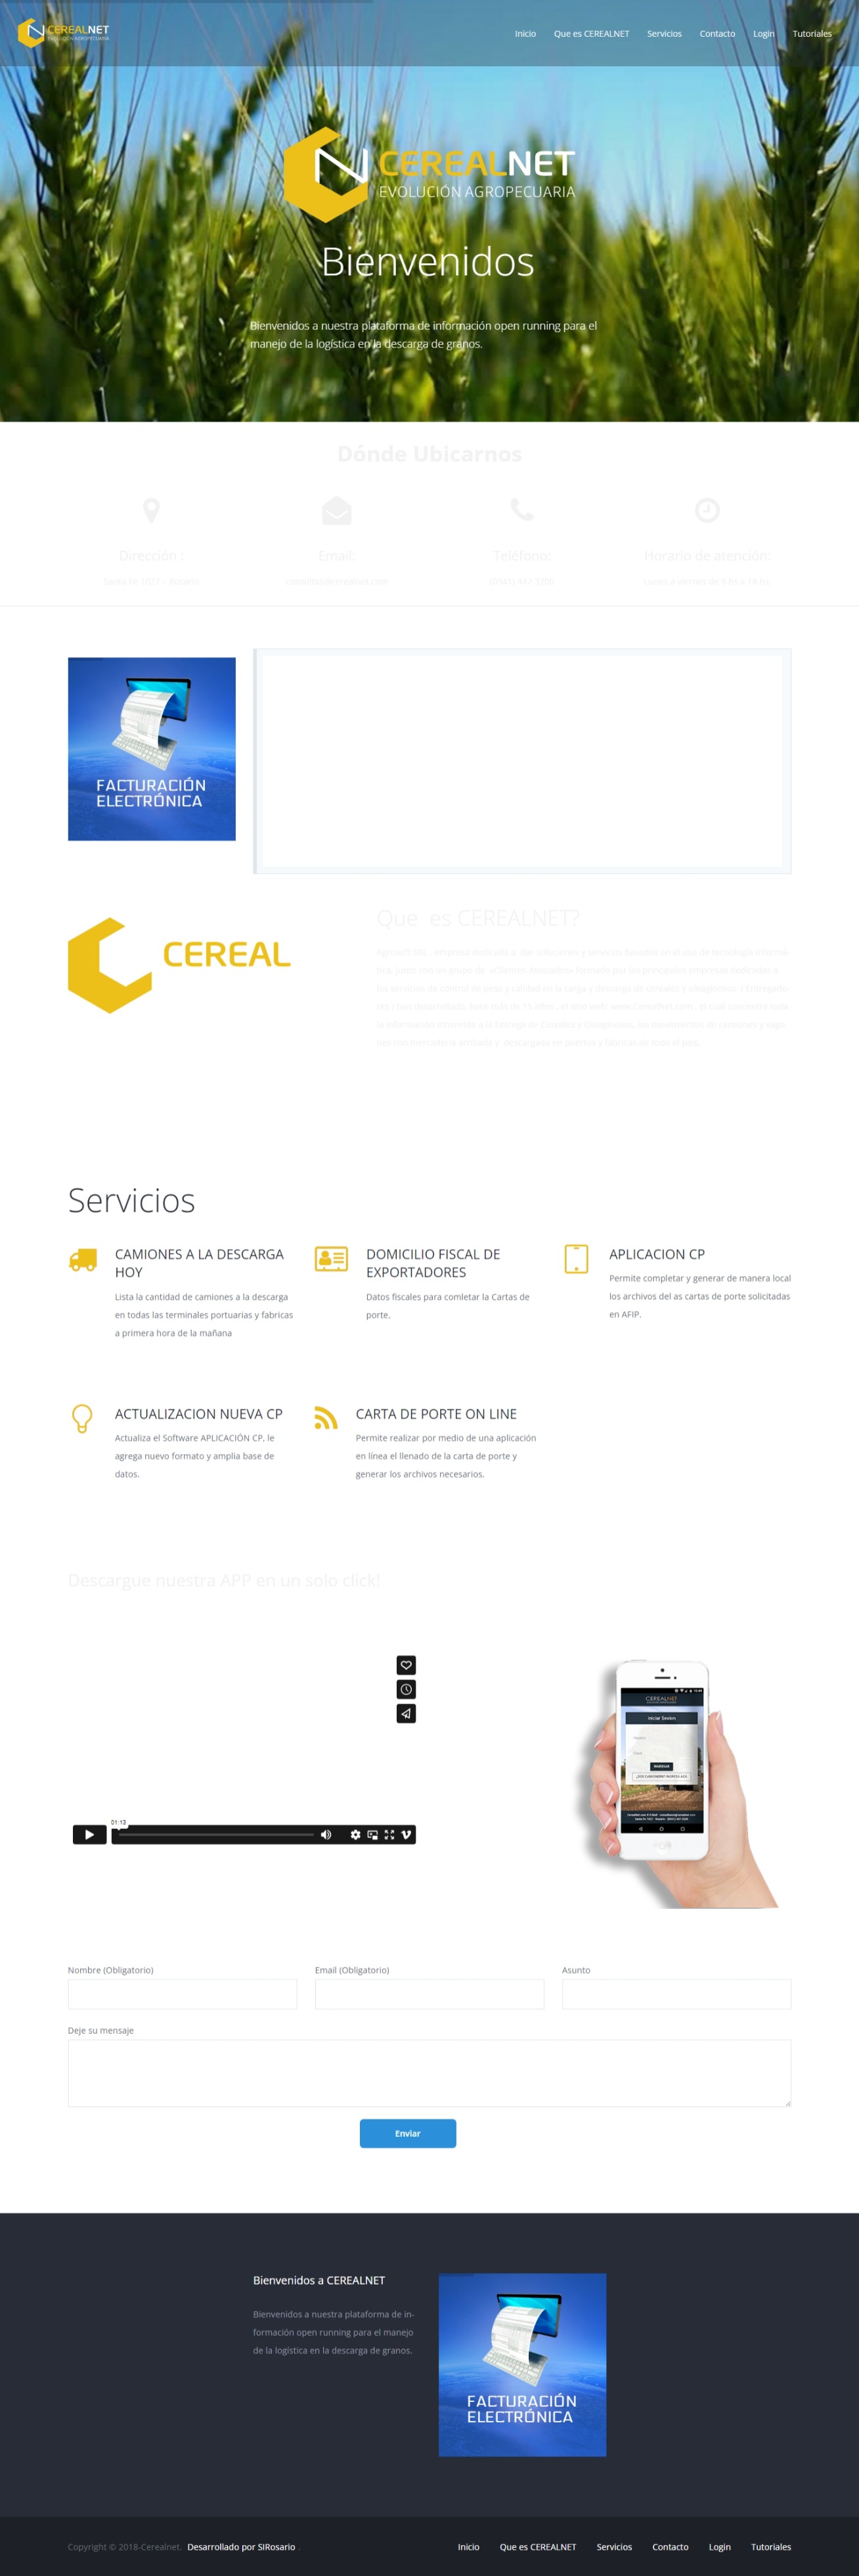 CEREALNET
EVOLUCIÓN AGROPECUARIA
Inicio
Que es CEREALNET
Servicios
Contacto
Login
Tutoriales
CEREALNET
EVOLUCIÓN AGROPECUARIA
Bienvenidos
Bienvenidos a nuestra plataforma de información open running para el
manejo de la logística en la descarga de granos.
Dónde Ubicarnos
Dirección :
Email:
Teléfono:
Horario de atención:
FACTURACIÓN
ELECTRÓNICA
CEREAL
Que es CEREALNET?
Servicios
CAMIONES A LA DESCARGA
HOY
Lista la cantidad de camiones a la descarga
en todas las terminales portuarias y fabricas
a primera hora de la mañana
DOMICILIO FISCAL DE
EXPORTADORES
Datos fiscales para comletar la Cartas de
porte.
APLICACION CP
Permite completar y generar de manera local
los archivos del as cartas de porte solicitadas
en AFIP.
ACTUALIZACION NUEVA CP
Actualiza el Software APLICACIÓN CP, le
agrega nuevo formato y amplia base de
datos.
CARTA DE PORTE ON LINE
Permite realizar por medio de una aplicación
en línea el llenado de la carta de porte y
generar los archivos necesarios.
Descargue nuestra APP en un solo click!
01:13
CEREALNET
Iniciar Sesion
Nombre (Obligatorio)
Email (Obligatorio)
Asunto
Deje su mensaje
Enviar
Bienvenidos a CEREALNET
Bienvenidos a nuestra plataforma de in-
formación open running para el manejo
de la logística en la descarga de granos.
FACTURACIÓN
ELECTRÓNICA
Copyright © 2018-Cerealnet. Desarrollado por SIRosario .
Inicio
Que es CEREALNET
Servicios
Contacto
Login
Tutoriales